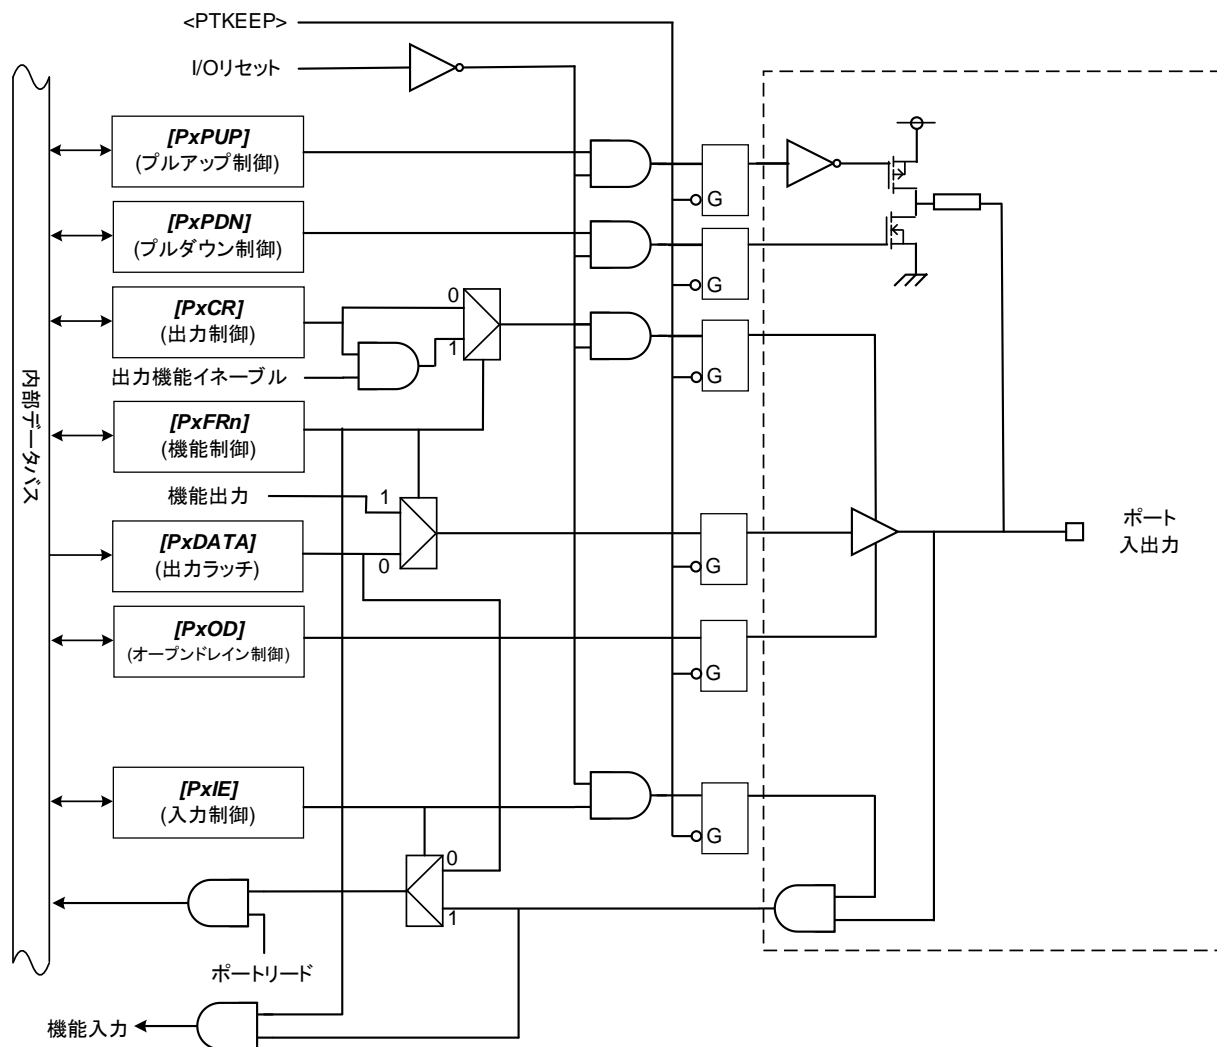 <PTKEEP>
I/Oリセット
[PxPUP]
(プルアップ制御)
G
[PxPDN]
(プルダウン制御)
G
[PxCR]
(出力制御)
0
1
G
出力機能イネーブル
内部データバス
[PxFRn]
(機能制御)
機能出力
1
0
[PxDATA]
(出力ラッチ)
G
ポート
入出力
[PxOD]
(オープンドレイン制御)
G
[PxIE]
(入力制御)
G
0
1
ポートリード
機能入力